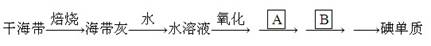 干海带 焙烧→ 海带灰 水→ 水溶液 氧化→ → A → B → → 碘单质